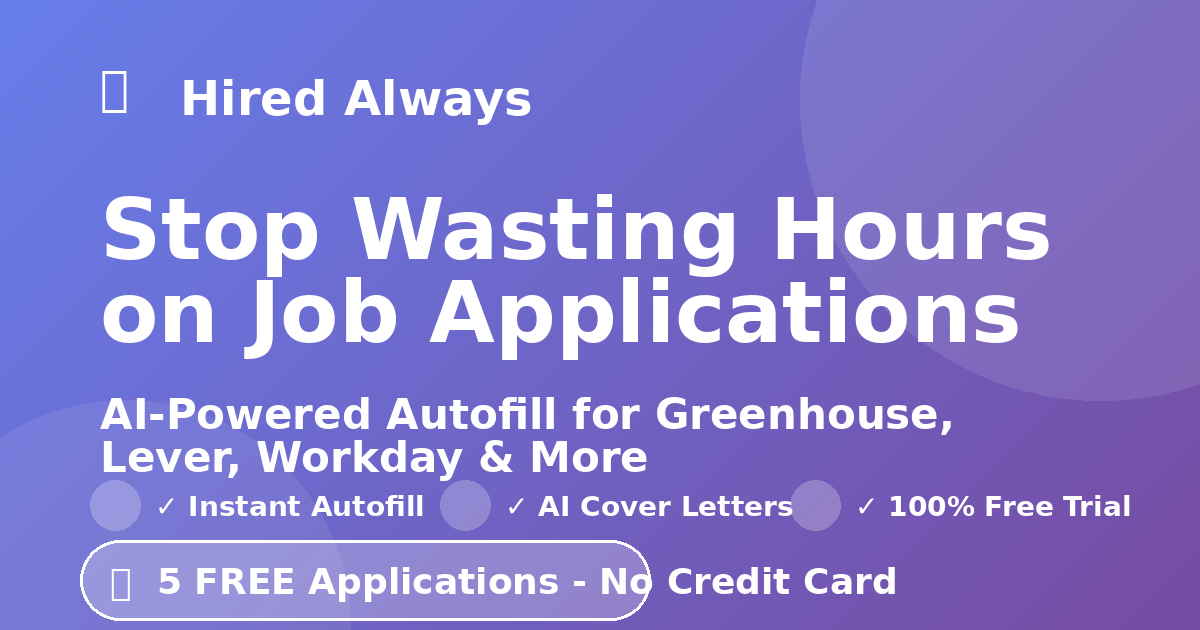 Hired Always
Stop Wasting Hours
on Job Applications
AI-Powered Autofill for Greenhouse,
Lever, Workday & More
✓ Instant Autofill ✓ AI Cover Letters ✓ 100% Free Trial
5 FREE Applications - No Credit Card